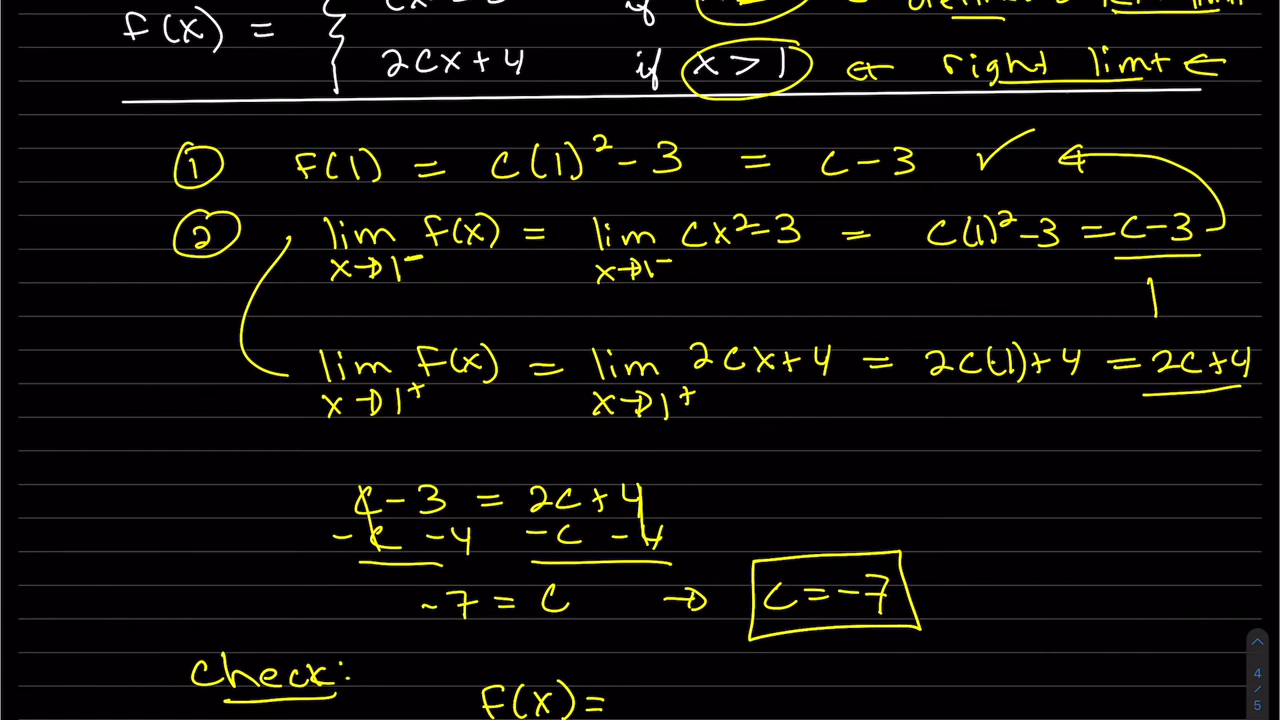 f(x) = {
if
2cx + 4 if x > 1 ← right limt ←
① f(1) = c(1)² - 3 = c - 3 ✓
② lim x→1⁻ f(x) = lim x→1⁻ cx² - 3 = c(1)² - 3 = c - 3
lim x→1⁺ f(x) = lim x→1⁺ 2cx + 4 = 2c(1) + 4 = 2c + 4
c - 3 = 2c + 4
- c - 4 - c - 4
-7 = c → c = -7
check:
f(x) =
4
/
5